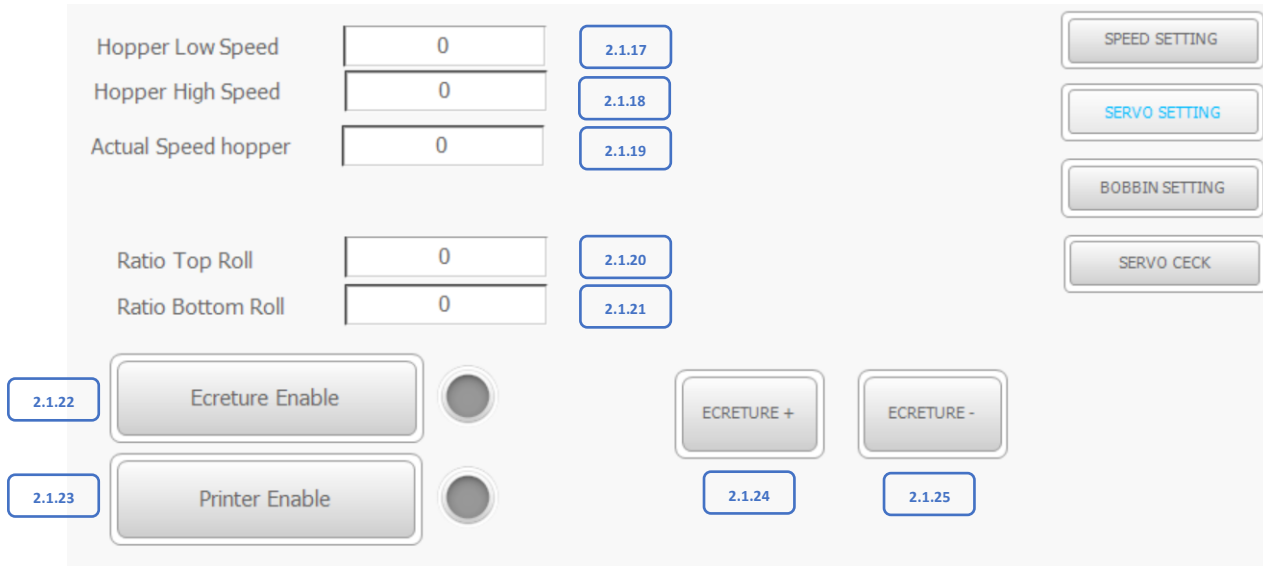 Hopper Low Speed 0 2.1.17
Hopper High Speed 0 2.1.18
Actual Speed hopper 0 2.1.19
Ratio Top Roll 0 2.1.20
Ratio Bottom Roll 0 2.1.21
2.1.22 Ecreture Enable
2.1.23 Printer Enable
ECRETURE + ECRETURE -
2.1.24 2.1.25
SPEED SETTING
SERVO SETTING
BOBBIN SETTING
SERVO CECK